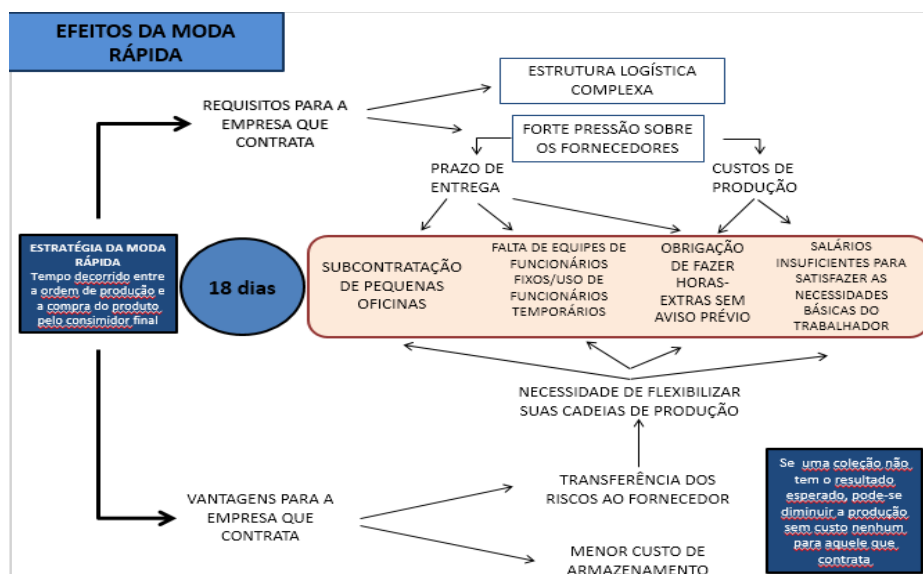 EFEITOS DA MODA
RÁPIDA
REQUISITOS PARA A
EMPRESA QUE
CONTRATA
ESTRUTURA LOGÍSTICA
COMPLEXA
FORTE PRESSÃO SOBRE
OS FORNECEDORES
PRAZO DE
ENTREGA
CUSTOS DE
PRODUÇÃO
ESTRATÉGIA DA MODA
RÁPIDA
Tempo decorrido entre
a ordem de produção e
a compra do produto
pelo consimidor final
18 dias
SUBCONTRATAÇÃO
DE PEQUENAS
OFICINAS
FALTA DE EQUIPES DE
FUNCIONÁRIOS
FIXOS/USO DE
FUNCIONÁRIOS
TEMPORÁRIOS
OBRIGAÇÃO
DE FAZER
HORAS-
EXTRAS SEM
AVISO PRÉVIO
SALÁRIOS
INSUFICIENTES PARA
SATISFAZER AS
NECESSIDADES
BÁSICAS DO
TRABALHADOR
NECESSIDADE DE FLEXIBILIZAR
SUAS CADEIAS DE PRODUÇÃO
VANTAGENS PARA A
EMPRESA QUE
CONTRATA
TRANSFERÊNCIA DOS
RISCOS AO FORNECEDOR
MENOR CUSTO DE
ARMAZENAMENTO
Se uma coleção não
tem o resultado
esperado, pode-se
diminuir a produção
sem custo nenhum
para aquele que
contrata